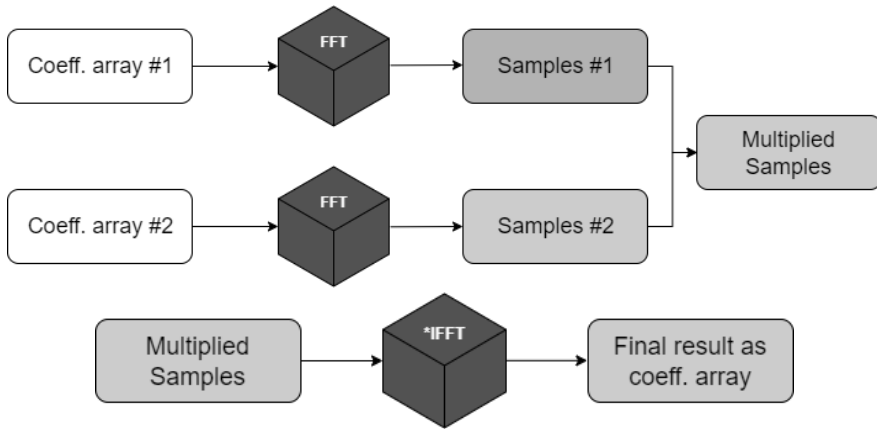 Coeff. array #1
FFT
Samples #1
Multiplied
Samples
Coeff. array #2
FFT
Samples #2
Multiplied
Samples
*IFFT
Final result as
coeff. array